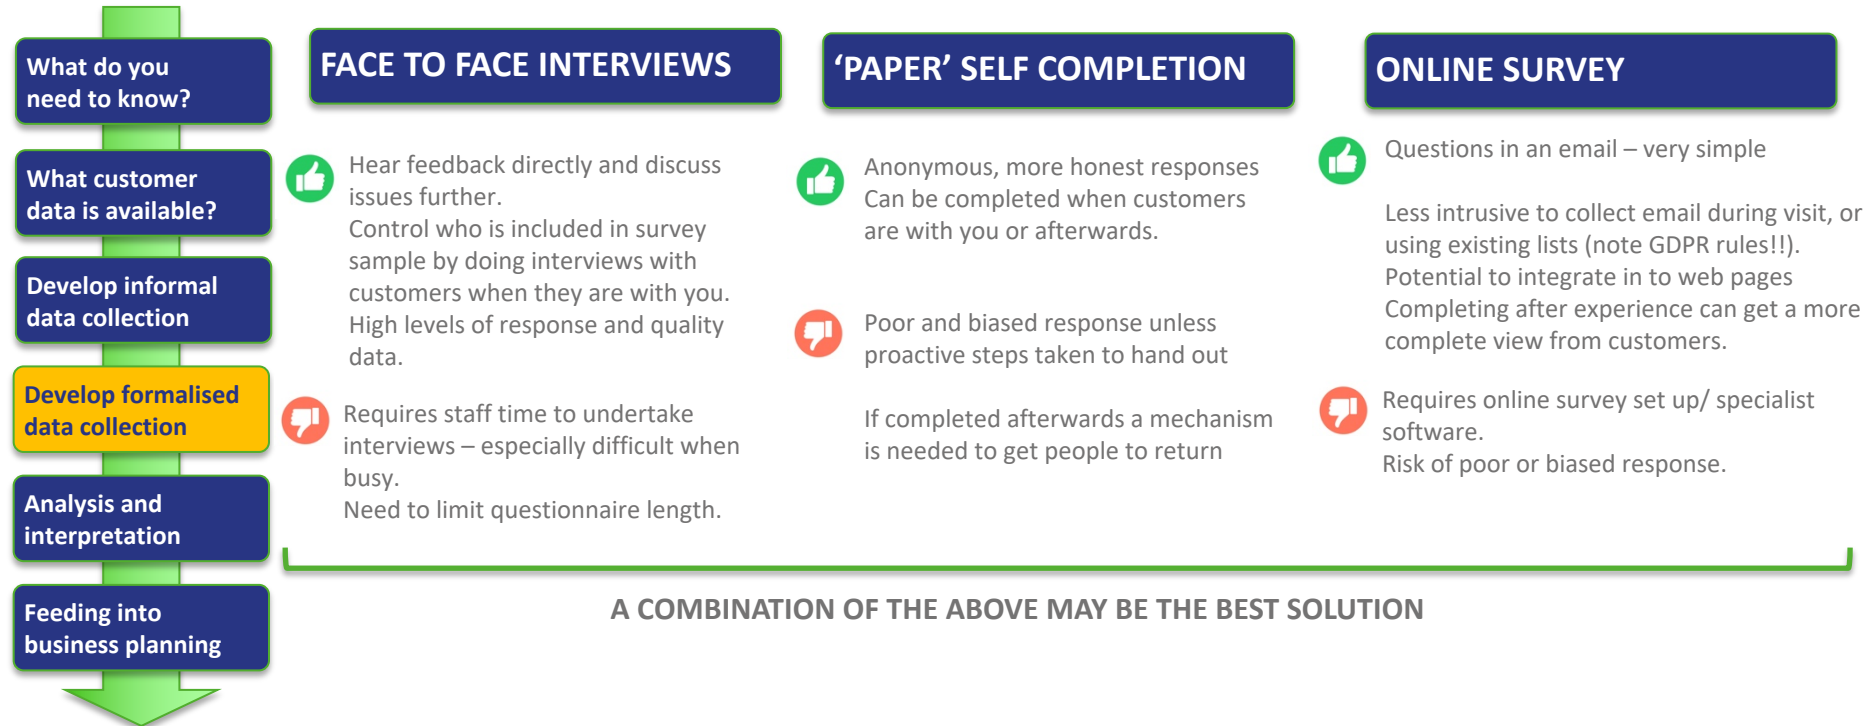 What do you
need to know?
What customer
data is available?
Develop informal
data collection
Develop formalised
data collection
Analysis and
interpretation
Feeding into
business planning
FACE TO FACE INTERVIEWS
Hear feedback directly and discuss
issues further.
Control who is included in survey
sample by doing interviews with
customers when they are with you.
High levels of response and quality
data.
Requires staff time to undertake
interviews – especially difficult when
busy.
Need to limit questionnaire length.
‘PAPER’ SELF COMPLETION
Anonymous, more honest responses
Can be completed when customers
are with you or afterwards.
Poor and biased response unless
proactive steps taken to hand out
If completed afterwards a mechanism
is needed to get people to return
ONLINE SURVEY
Questions in an email – very simple
Less intrusive to collect email during visit, or
using existing lists (note GDPR rules!!).
Potential to integrate in to web pages
Completing after experience can get a more
complete view from customers.
Requires online survey set up/ specialist
software.
Risk of poor or biased response.
A COMBINATION OF THE ABOVE MAY BE THE BEST SOLUTION